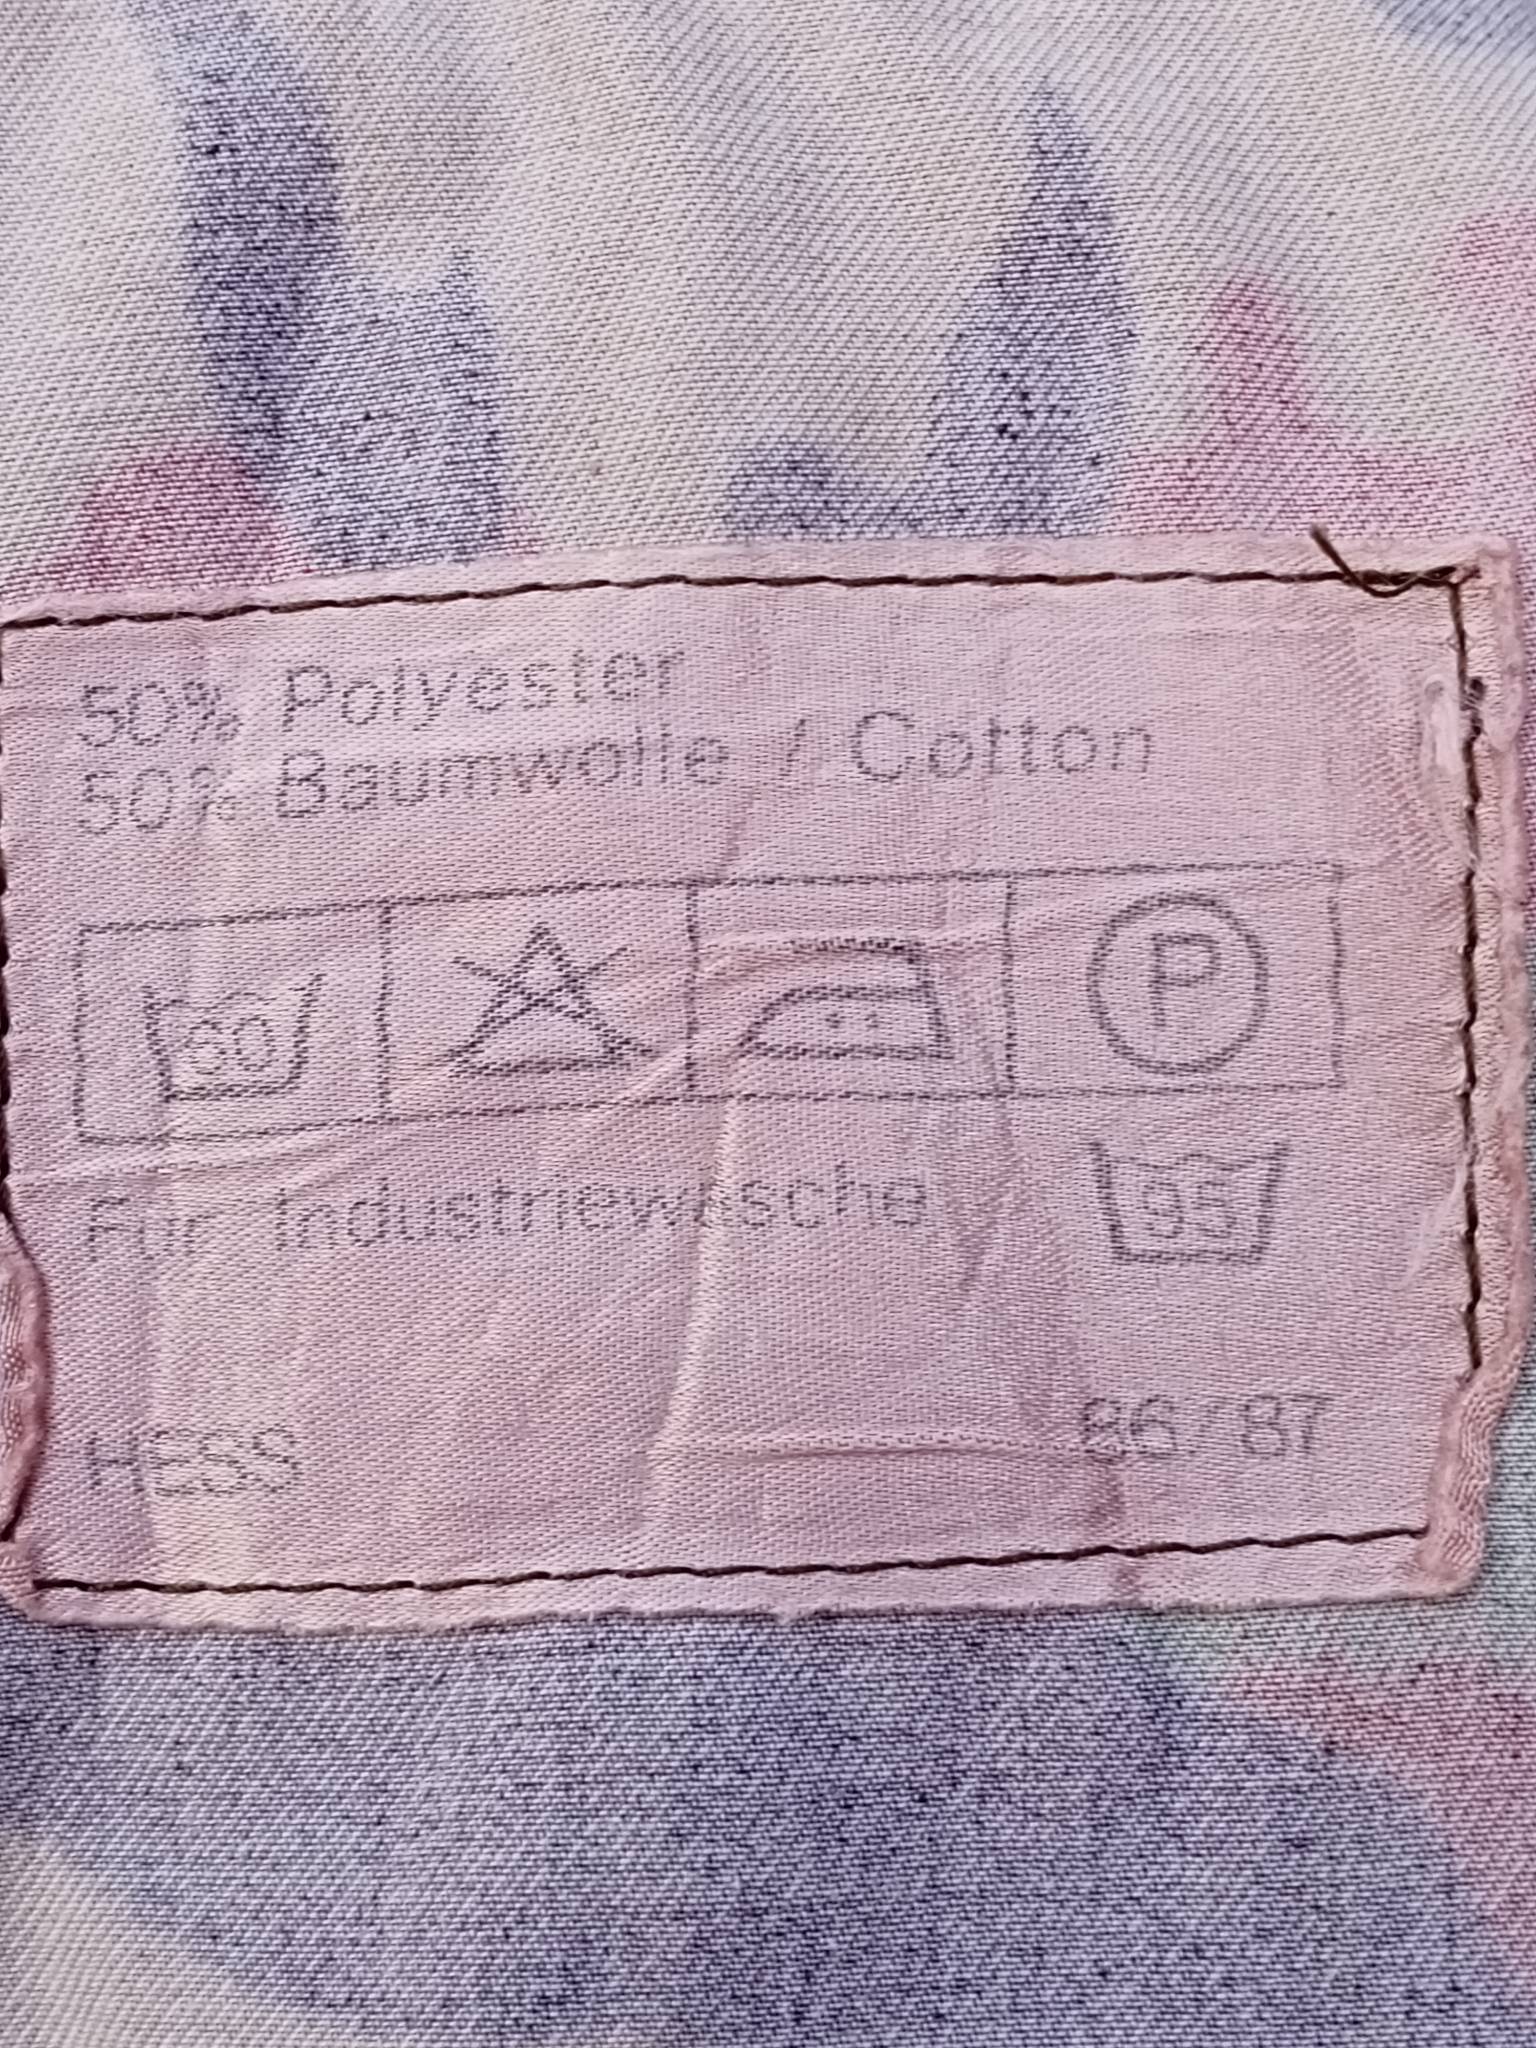 50% Polyester
50% Baumwolle / Cotton
60 P
Für Industriewäsche 95
HESS 86/87